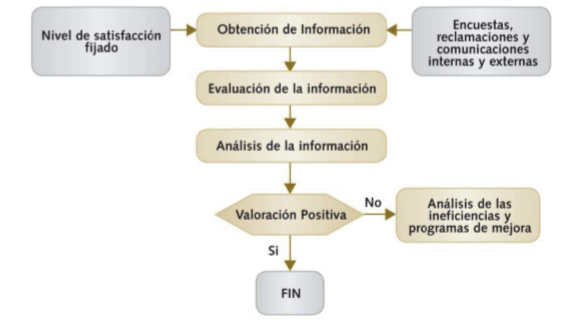 Nivel de satisfacción
fijado
Obtención de Información
Encuestas,
reclamaciones y
comunicaciones
internas y externas
Evaluación de la información
Análisis de la información
Valoración Positiva
No
Análisis de las
ineficiencias y
programas de mejora
Si
FIN